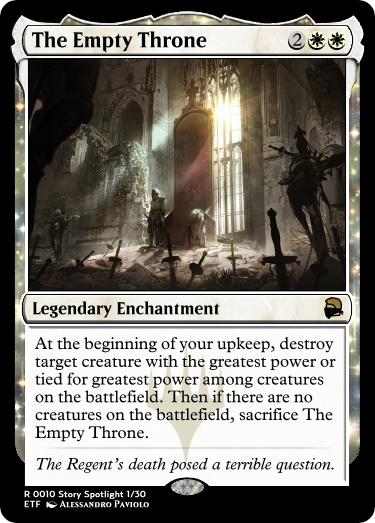 The Empty Throne 2
Legendary Enchantment
At the beginning of your upkeep, destroy
target creature with the greatest power or
tied for greatest power among creatures
on the battlefield. Then if there are no
creatures on the battlefield, sacrifice The
Empty Throne.
The Regent's death posed a terrible question.
R 0010 Story Spotlight 1/30
ETF Alessandro Paviolo